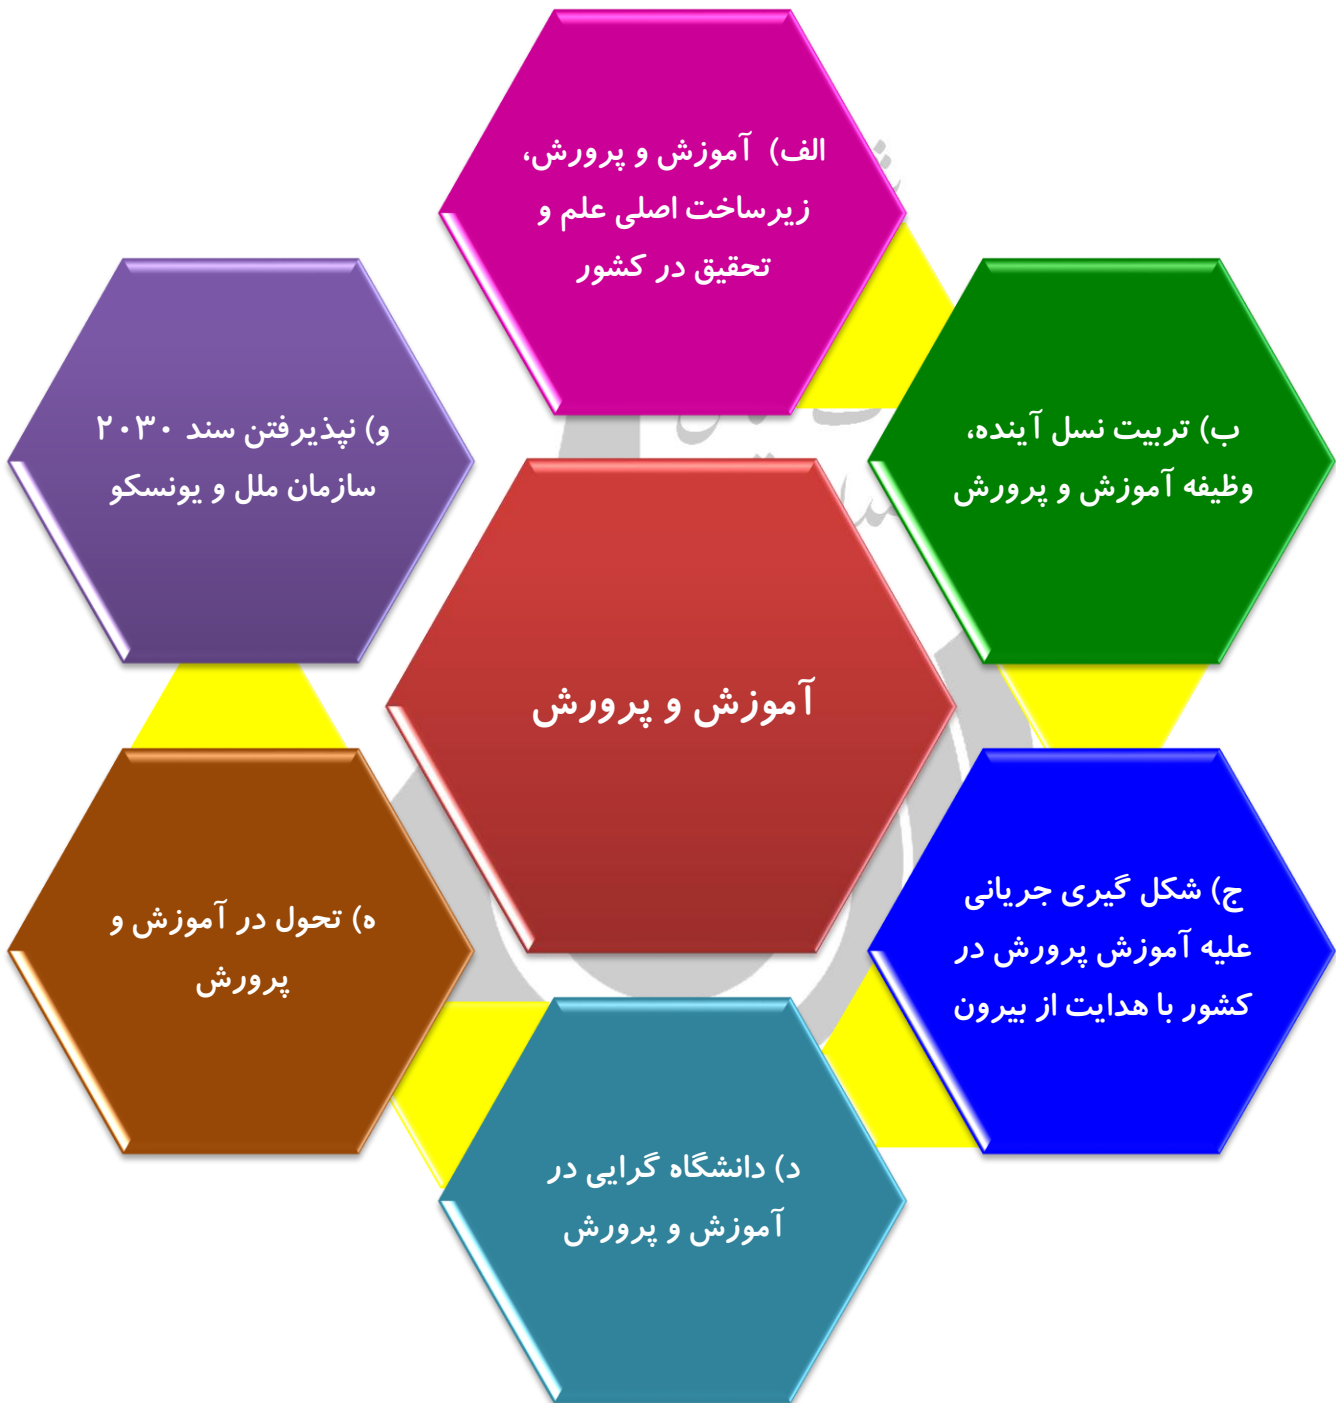 الف) آموزش و پرورش،
زیرساخت اصلی علم و
تحقیق در کشور
ب) تربیت نسل آینده،
وظیفه آموزش و پرورش
ج) شکل گیری جریانی
علیه آموزش پرورش در
کشور با هدایت از بیرون
د) دانشگاه گرایی در
آموزش و پرورش
ه) تحول در آموزش و
پرورش
و) نپذیرفتن سند ۲۰۳۰
سازمان ملل و یونسکو
آموزش و پرورش